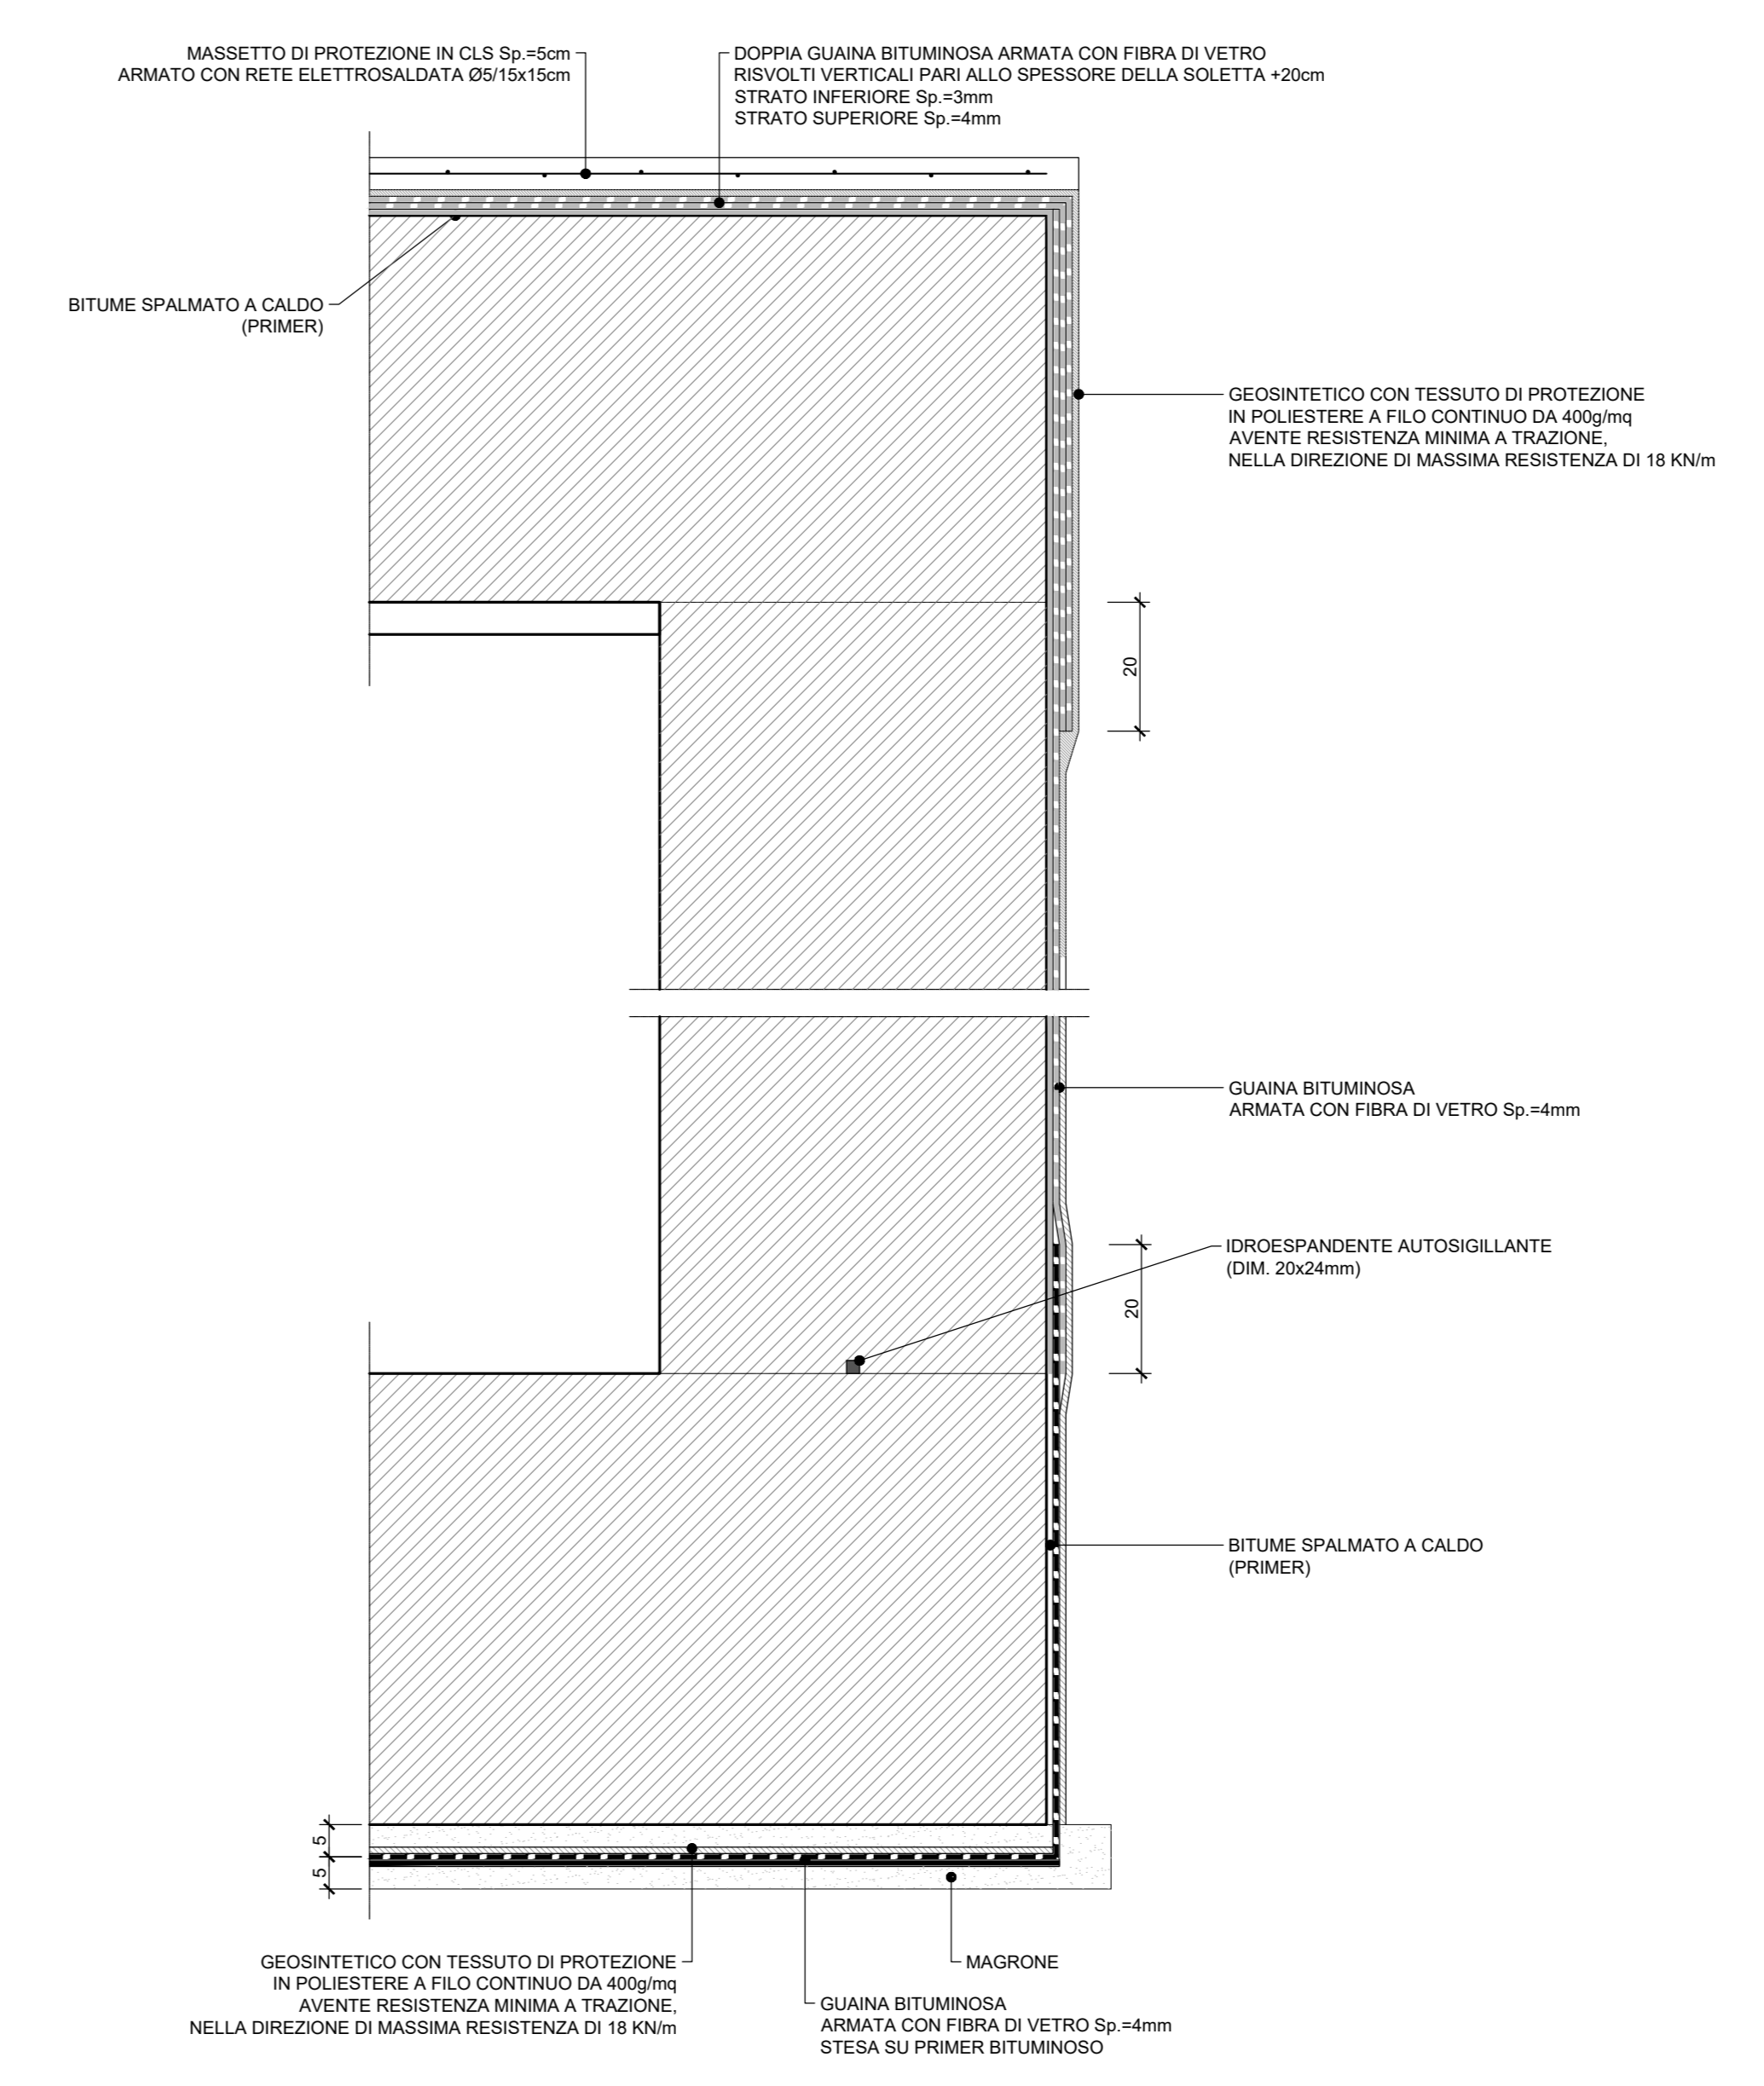 MASSETTO DI PROTEZIONE IN CLS Sp.=5cm
ARMATO CON RETE ELETTROSALDATA Ø5/15x15cm
DOPPIA GUAINA BITUMINOSA ARMATA CON FIBRA DI VETRO
RISVOLTI VERTICALI PARI ALLO SPESSORE DELLA SOLETTA +20cm
STRATO INFERIORE Sp.=3mm
STRATO SUPERIORE Sp.=4mm
BITUME SPALMATO A CALDO
(PRIMER)
GEOSINTETICO CON TESSUTO DI PROTEZIONE
IN POLIESTERE A FILO CONTINUO DA 400g/mq
AVENTE RESISTENZA MINIMA A TRAZIONE,
NELLA DIREZIONE DI MASSIMA RESISTENZA DI 18 KN/m
20
GUAINA BITUMINOSA
ARMATA CON FIBRA DI VETRO Sp.=4mm
IDROESPANDENTE AUTOSIGILLANTE
(DIM. 20x24mm)
20
BITUME SPALMATO A CALDO
(PRIMER)
5
5
GEOSINTETICO CON TESSUTO DI PROTEZIONE
IN POLIESTERE A FILO CONTINUO DA 400g/mq
AVENTE RESISTENZA MINIMA A TRAZIONE,
NELLA DIREZIONE DI MASSIMA RESISTENZA DI 18 KN/m
MAGRONE
GUAINA BITUMINOSA
ARMATA CON FIBRA DI VETRO Sp.=4mm
STESA SU PRIMER BITUMINOSO